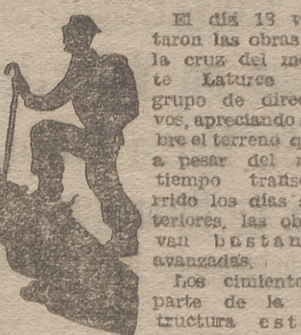 El día 13 v
taron las obras
la cruz del mo
te Laturce
grupo de direc
vos, apreciando s
bre el terreno q
a pesar del m
tiempo transc
rrido los días a
teriores, las ob
van bastan
avanzadas.
Los cimiento
parte de la
tructura est